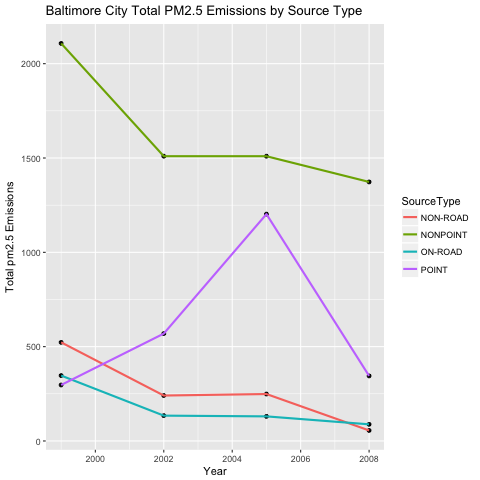 Baltimore City Total PM2.5 Emissions by Source Type
Total pm2.5 Emissions
2000
1500
1000
500
0
2000
2002
2004
2006
2008
Year
SourceType
NON-ROAD
NONPOINT
ON-ROAD
POINT